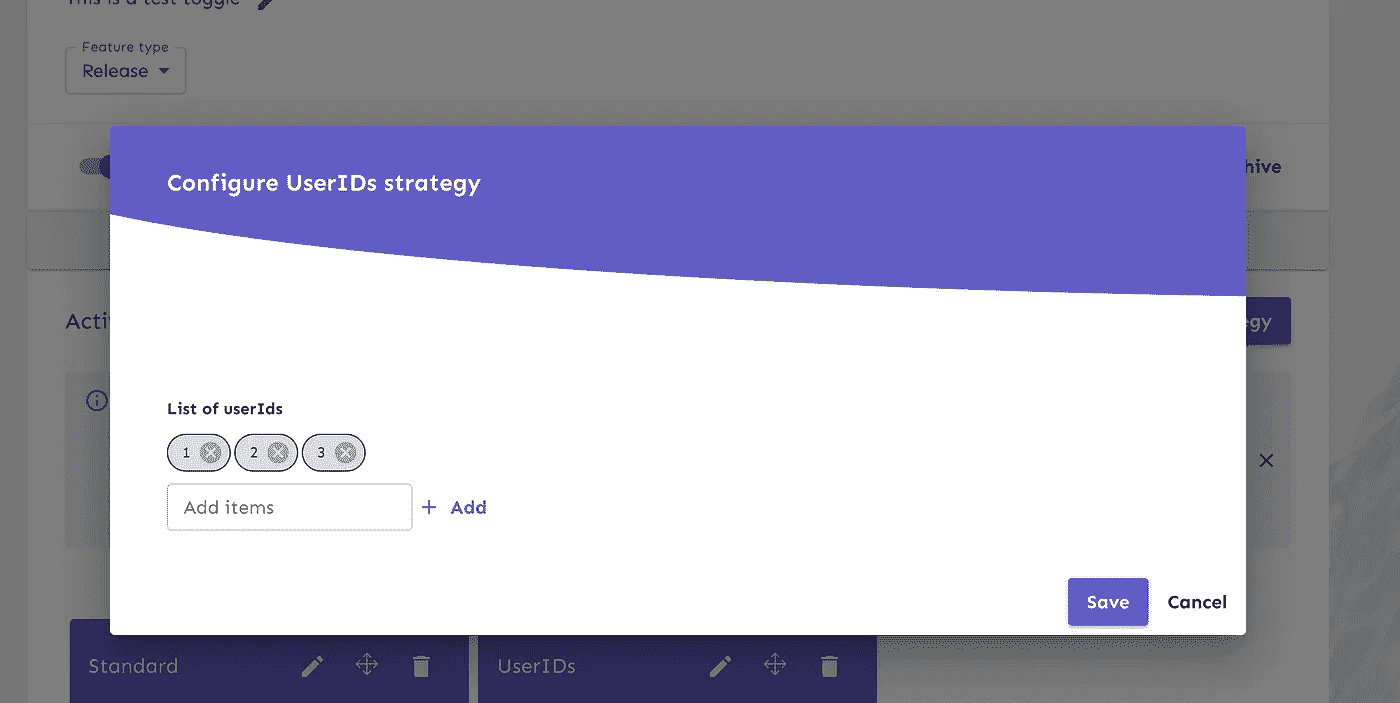 This is a test toggle
Feature type
Release
hive
Configure UserIDs strategy
Acti
egy
List of userIds
1 2 3
Add items + Add
Save Cancel
Standard UserIDs